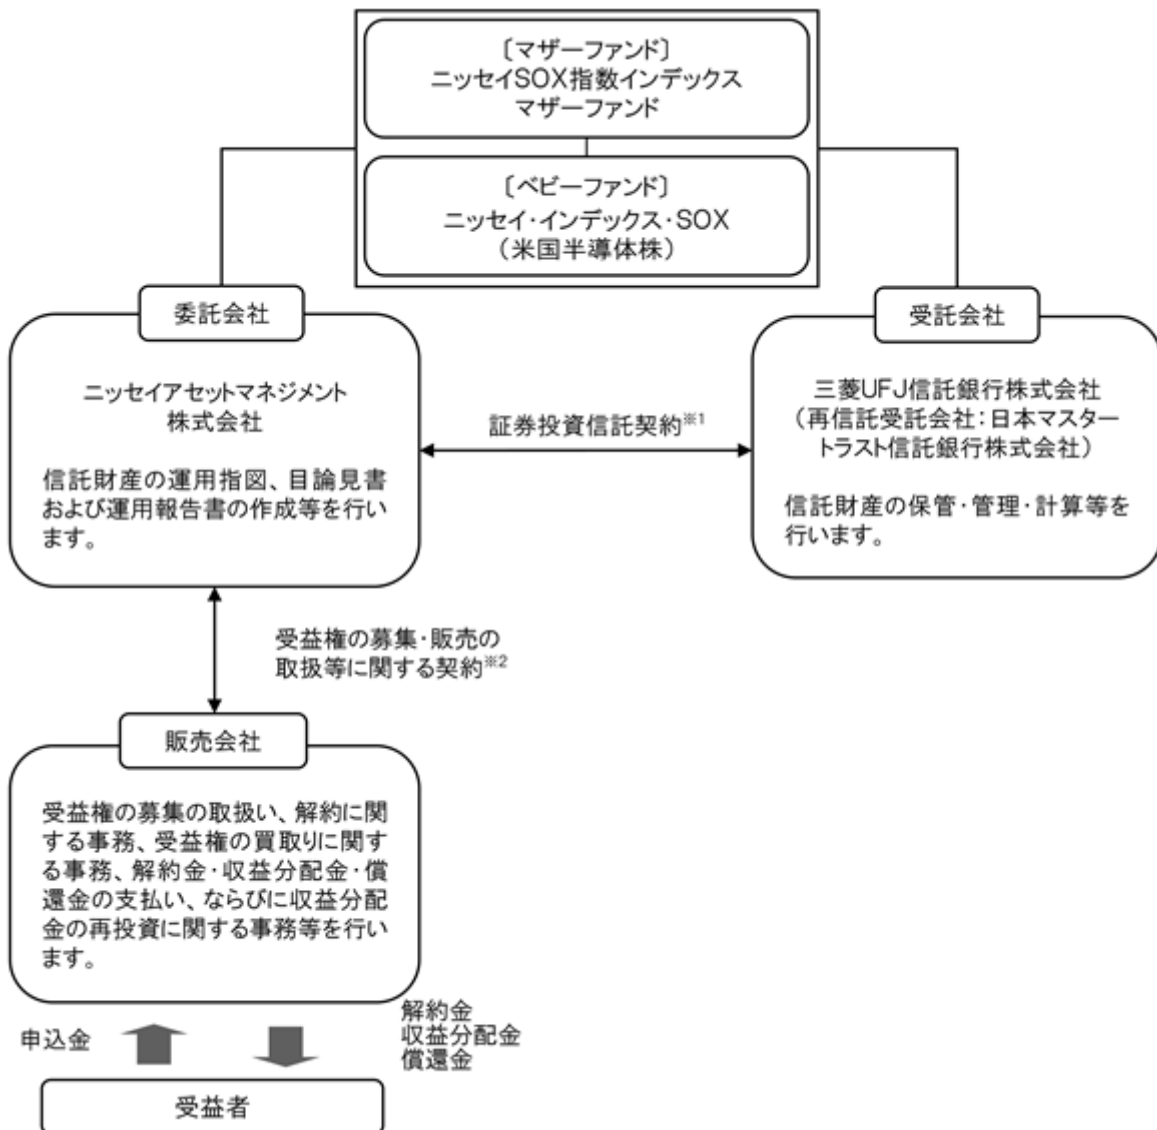 〔マザーファンド〕
ニッセイSOX指数インデックス
マザーファンド
〔ベビーファンド〕
ニッセイ・インデックス・SOX
（米国半導体株）
委託会社
ニッセイアセットマネジメント
株式会社
信託財産の運用指図、目論見書
および運用報告書の作成等を行い
ます。
証券投資信託契約※1
受託会社
三菱UFJ信託銀行株式会社
（再信託受託会社：日本マスター
トラスト信託銀行株式会社）
信託財産の保管・管理・計算等を
行います。
受益権の募集・販売の
取扱等に関する契約※2
販売会社
受益権の募集の取扱い、解約に関
する事務、受益権の買取りに関す
る事務、解約金・収益分配金・償
還金の支払い、ならびに収益分配
金の再投資に関する事務等を行い
ます。
申込金
解約金
収益分配金
償還金
受益者